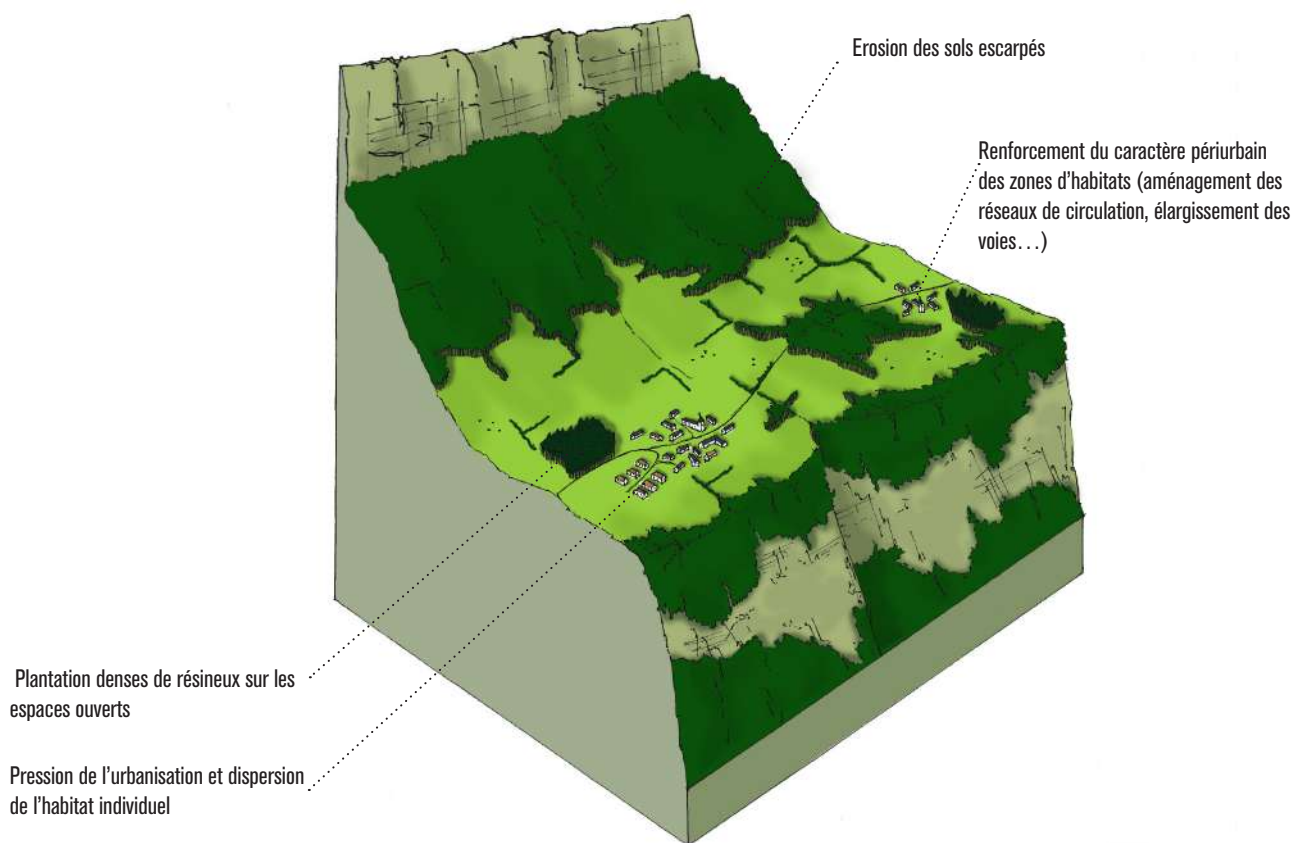 Erosion des sols escarpés
Renforcement du caractère périurbain
des zones d'habitats (aménagement des
réseaux de circulation, élargissement des
voies…)
Plantation denses de résineux sur les
espaces ouverts
Pression de l'urbanisation et dispersion
de l'habitat individuel